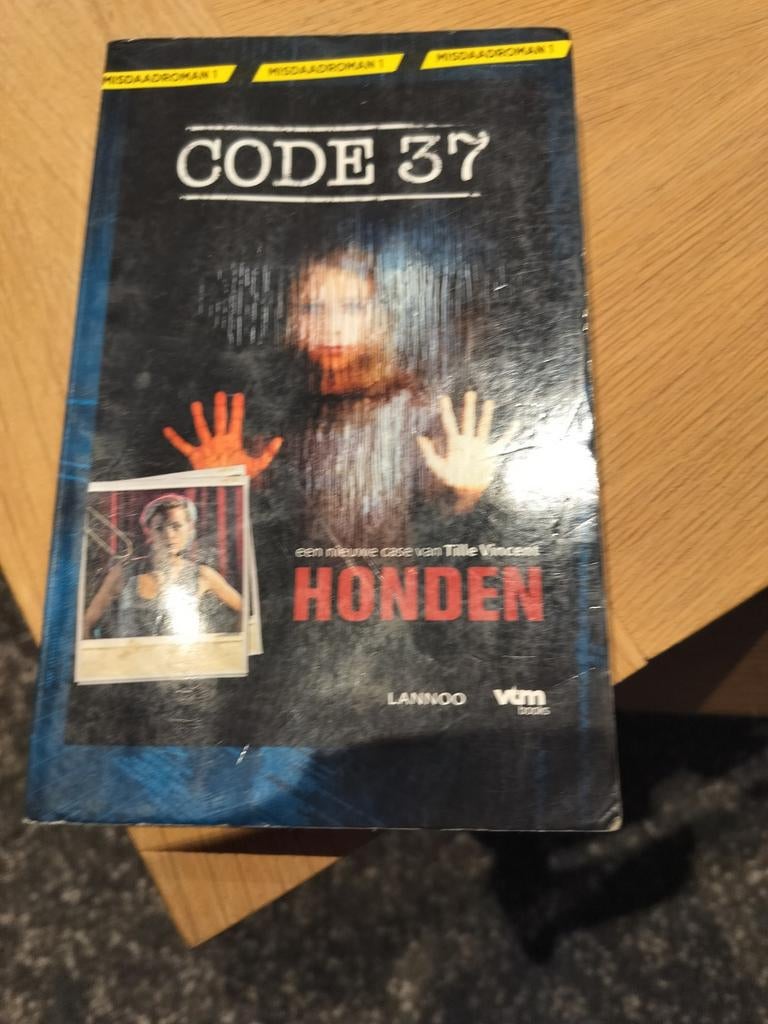 MISDAADROMAN 1 MISDAADROMAN 1 MISDAADROMAN 1
CODE 37
een nieuwe case van Tille Vincent
HONDEN
LANNOO vtm
books